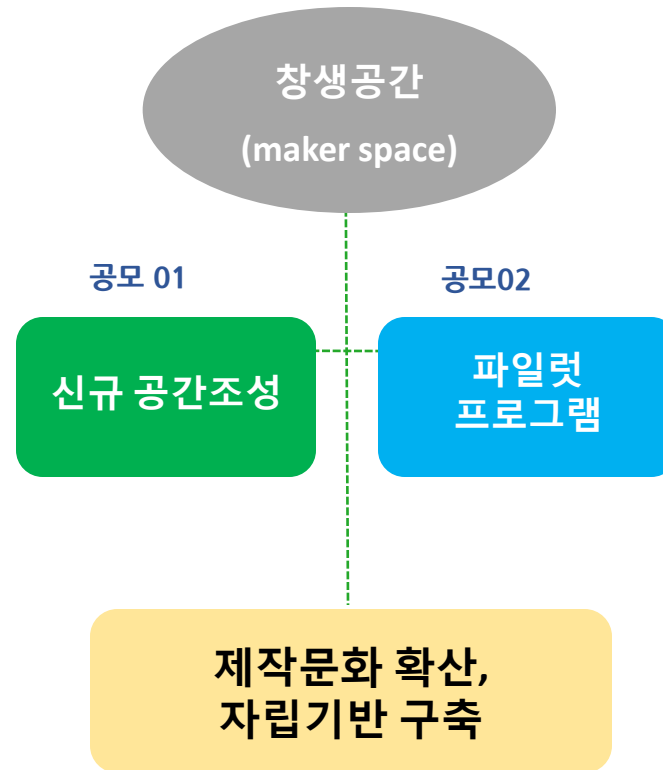 창생공간
(maker space)
공모 01
공모02
신규 공간조성
파일럿
프로그램
제작문화 확산,
자립기반 구축